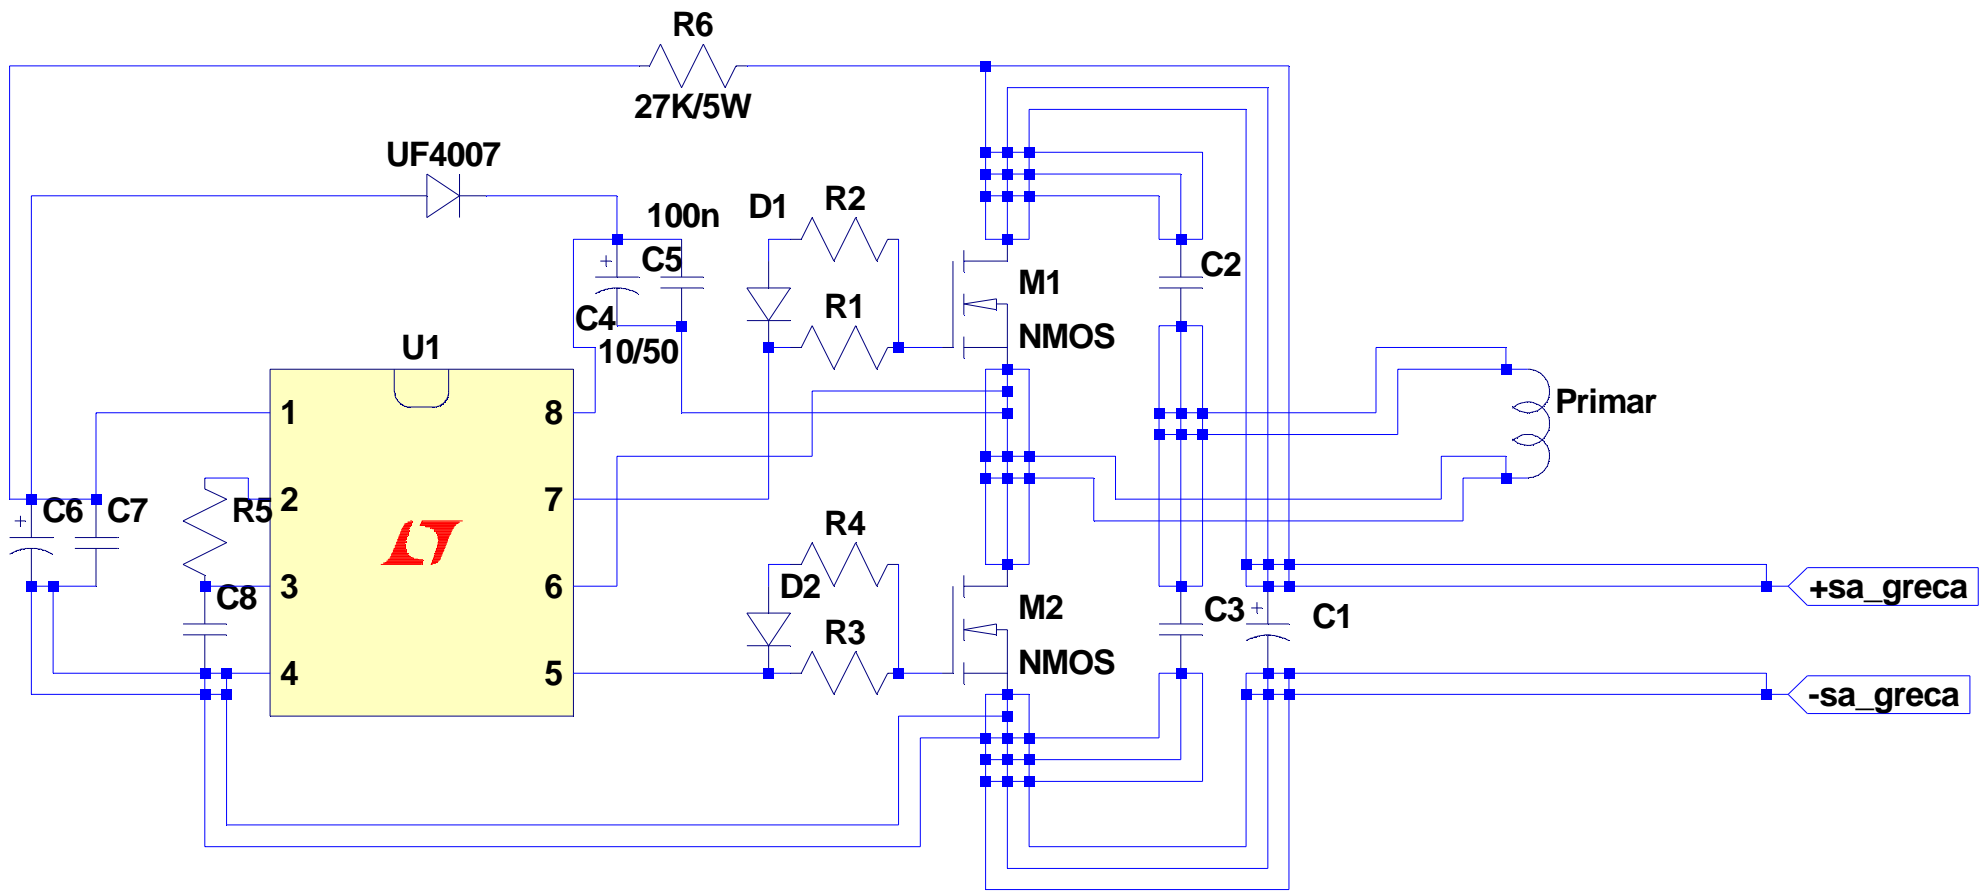 R6
27K/5W
UF4007
100n
D1
R2
C5
C2
M1
R1
C4
NMOS
U1
10/50
Primar
1
8
C6
C7
R5
2
7
R4
3
6
C8
D2
M2
C3
+
C1
+sa_greca
R3
NMOS
4
5
-sa_greca
+
+